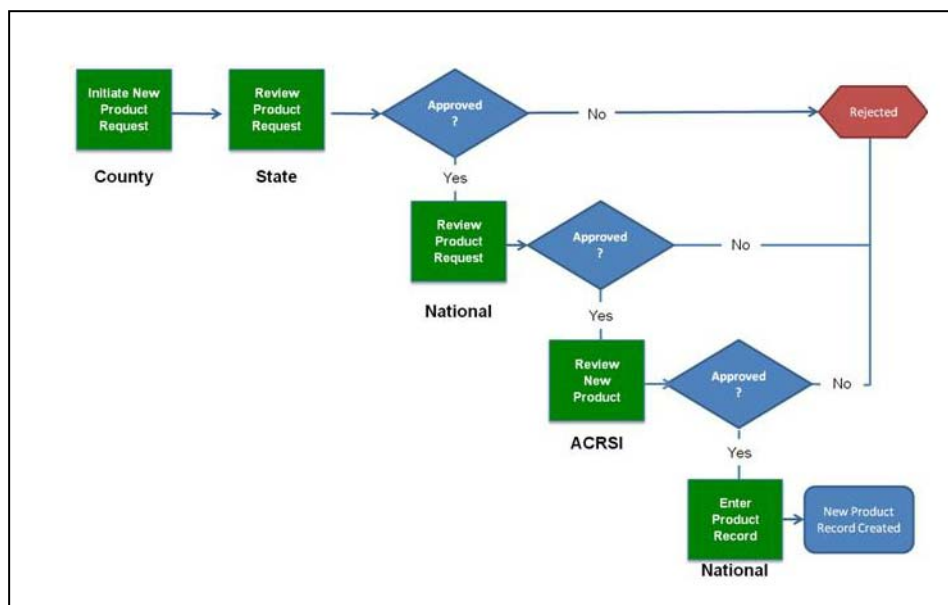 Initiate New
Product
Request
County
Review
Product
Request
State
Approved
?
No
Rejected
Yes
Review
Product
Request
National
Approved
?
No
Yes
Review
New
Product
ACRSI
Approved
?
No
Yes
Enter
Product
Record
National
New Product
Record Created